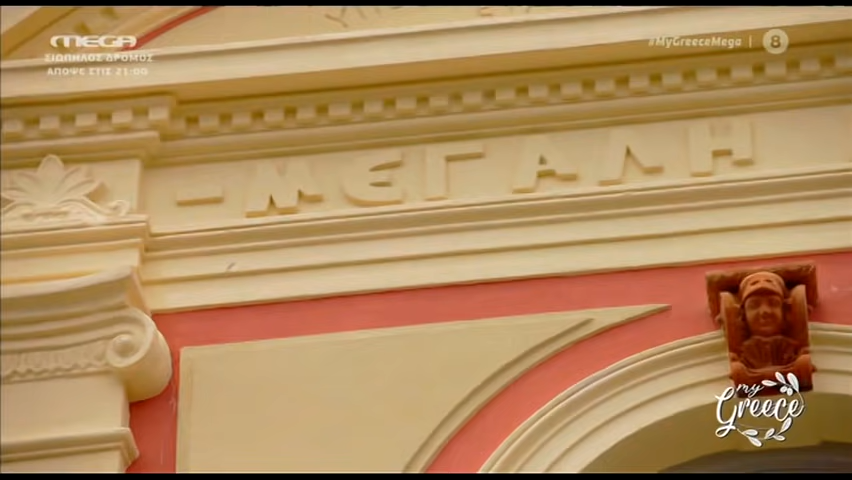 MEGA
ΣΙΩΠΗΛΟΣ ΔΡΟΜΟΣ
ΑΠΟΨΕ ΣΤΙΣ 21:00
#MyGreeceMega | 8
- ΜΕΓΑΛΗ
my
Greece